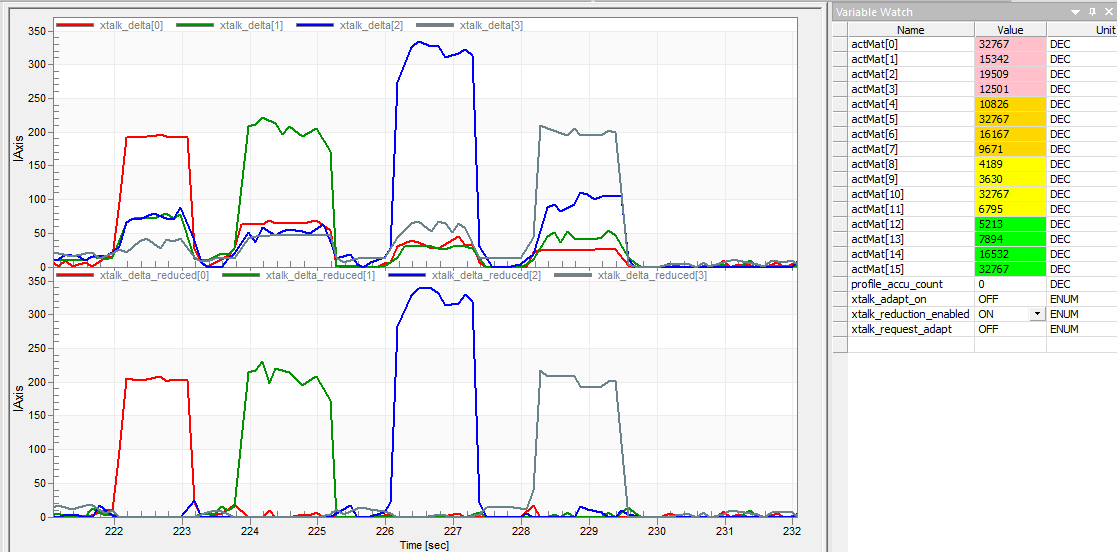 xtalk_delta[0] xtalk_delta[1] xtalk_delta[2] xtalk_delta[3]
350
300
250
200
150
100
50
0
IAxis
xtalk_delta_reduced[0] xtalk_delta_reduced[1] xtalk_delta_reduced[2] xtalk_delta_reduced[3]
350
300
250
200
150
100
50
0
IAxis
222 223 224 225 226 227 228 229 230 231 232
Time [sec]
Variable Watch
Name Value Unit
actMat[0] 32767 DEC
actMat[1] 15342 DEC
actMat[2] 19509 DEC
actMat[3] 12501 DEC
actMat[4] 10826 DEC
actMat[5] 32767 DEC
actMat[6] 16167 DEC
actMat[7] 9671 DEC
actMat[8] 4189 DEC
actMat[9] 3630 DEC
actMat[10] 32767 DEC
actMat[11] 6795 DEC
actMat[12] 5213 DEC
actMat[13] 7894 DEC
actMat[14] 16532 DEC
actMat[15] 32767 DEC
profile_accu_count 0 DEC
xtalk_adapt_on OFF ENUM
xtalk_reduction_enabled ON ENUM
xtalk_request_adapt OFF ENUM